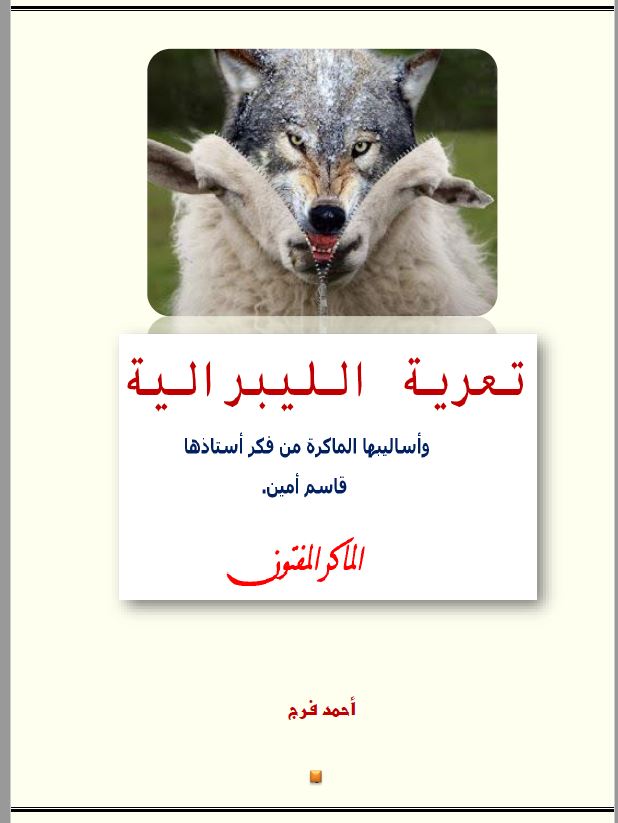 تعرية الليبرالية
وأساليبها الماكرة من فكر أستاذها
قاسم أمين.
الماكر المفتون
أحمد فرج